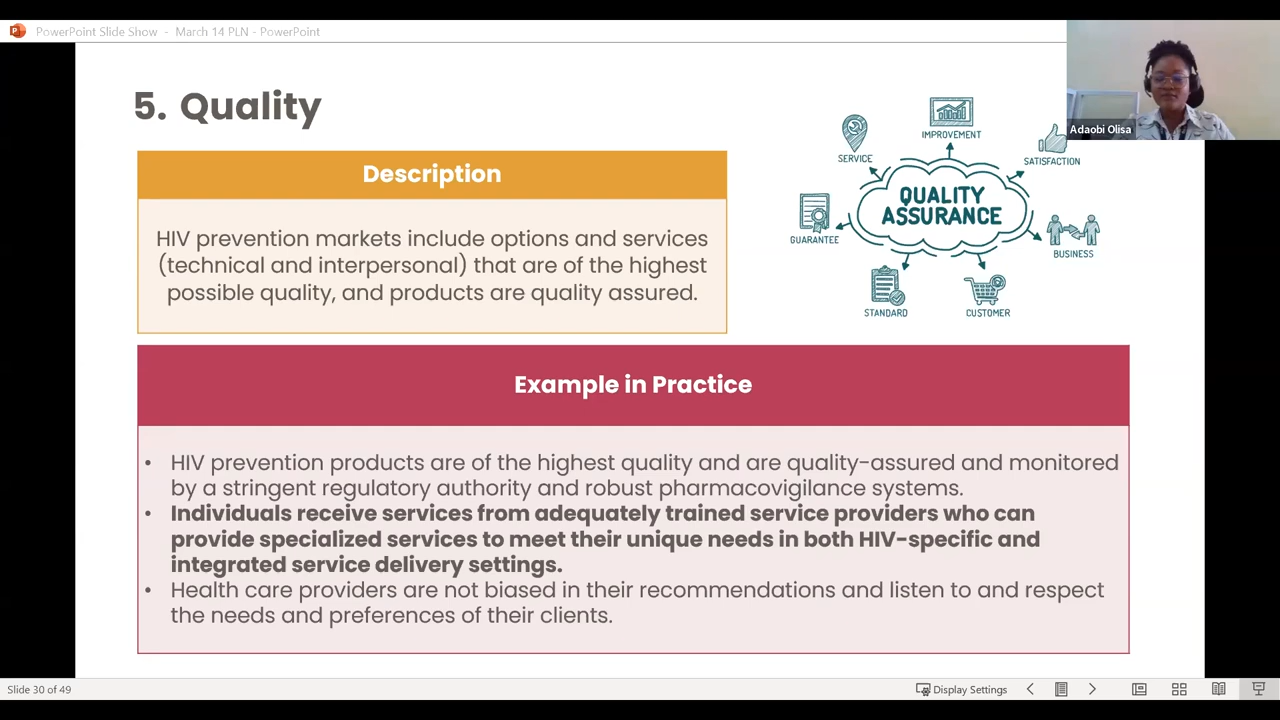 PowerPoint Slide Show - March 14 PLN - PowerPoint
Adaobi Olisa
5. Quality
Description
HIV prevention markets include options and services
(technical and interpersonal) that are of the highest
possible quality, and products are quality assured.
IMPROVEMENT
SERVICE
SATISFACTION
QUALITY
ASSURANCE
GUARANTEE
BUSINESS
STANDARD
CUSTOMER
Example in Practice
• HIV prevention products are of the highest quality and are quality-assured and monitored
by a stringent regulatory authority and robust pharmacovigilance systems.
• Individuals receive services from adequately trained service providers who can
provide specialized services to meet their unique needs in both HIV-specific and
integrated service delivery settings.
• Health care providers are not biased in their recommendations and listen to and respect
the needs and preferences of their clients.
Slide 30 of 49
Display Settings